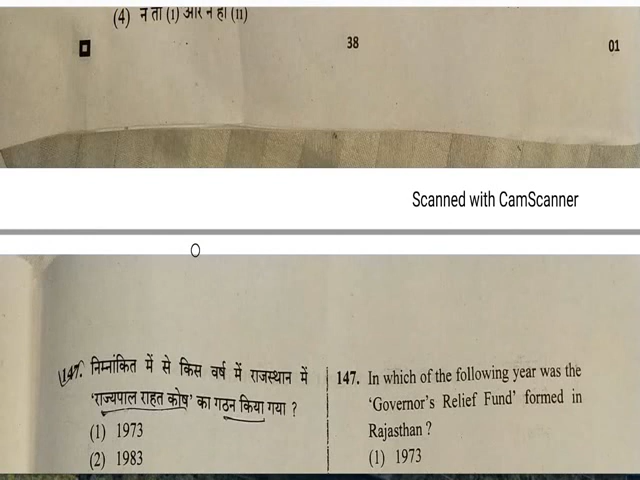 (4) न तो (i) और न ही (ii)
38
01
Scanned with CamScanner
147. निम्नांकित में से किस वर्ष में राजस्थान में
‘राज्यपाल राहत कोष’ का गठन किया गया ?
(1) 1973
(2) 1983
147. In which of the following year was the
‘Governor’s Relief Fund’ formed in
Rajasthan ?
(1) 1973